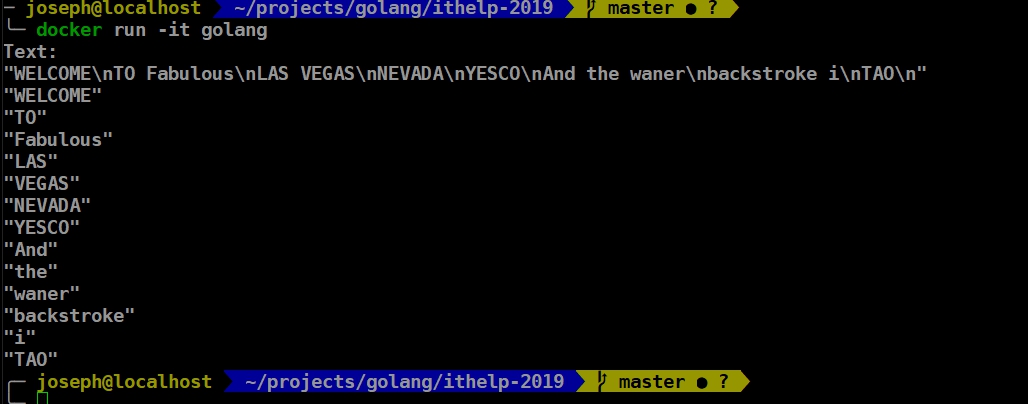 joseph@localhost ~/projects/golang/ithelp-2019 master ● ?
docker run -it golang
Text:
"WELCOME\nTO Fabulous\nLAS VEGAS\nNEVADA\nYESCO\nAnd the waner\nbackstroke i\nTAO\n"
"WELCOME"
"TO"
"Fabulous"
"LAS"
"VEGAS"
"NEVADA"
"YESCO"
"And"
"the"
"waner"
"backstroke"
"i"
"TAO"
joseph@localhost ~/projects/golang/ithelp-2019 master ● ?